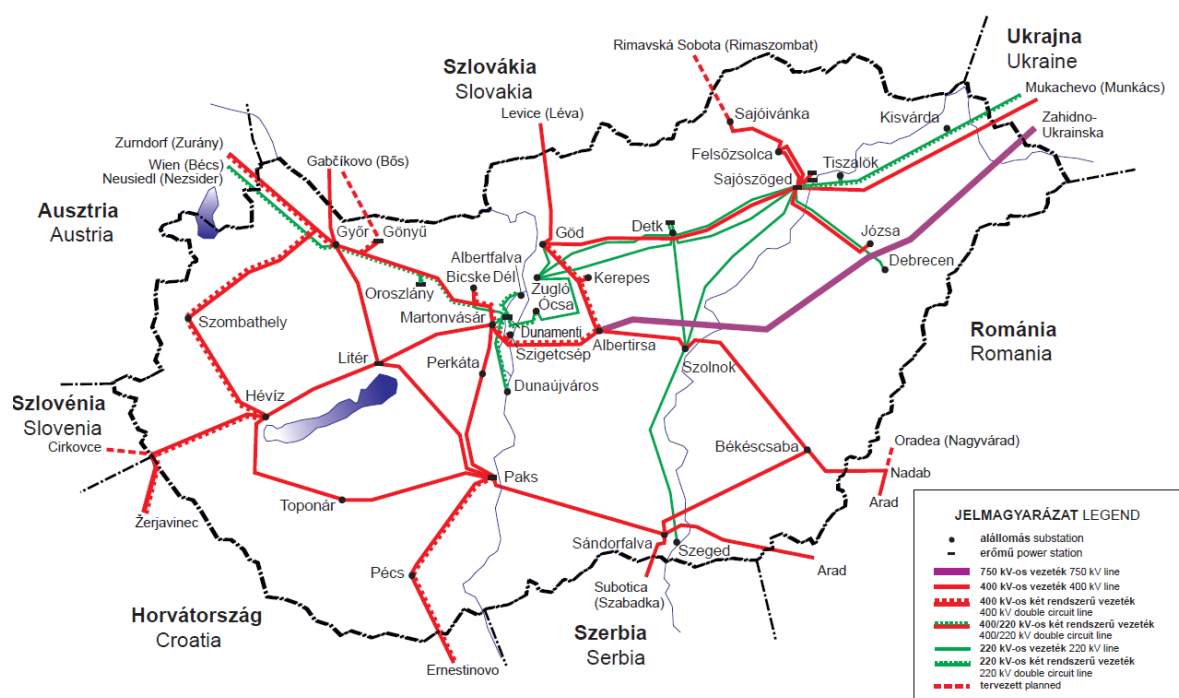 Ukrajna
Ukraine
Rimavská Sobota (Rimaszombat)
Szlovákia
Slovakia
Mukachevo (Munkács)
Levice (Léva)
Sajóivánka
Kisvárda
Zahidno-
Ukrainska
Zurndorf (Zurány)
Gabčíkovo (Bős)
Felsőzsolca
Tiszalök
Wien (Bécs)
Neusiedl (Nezsider)
Sajószöged
Ausztria
Austria
Győr
Gönyű
Göd
Detk
Józsa
Albertfalva
Bicske Dél
Kerepes
Debrecen
Oroszlány
Zugló
Ócsa
Szombathely
Martonvásár
Dunamenti
Albertirsa
Románia
Romania
Litér
Perkáta
Szigetcsép
Szolnok
Dunaújváros
Hévíz
Szlovénia
Slovenia
Cirkovce
Békéscsaba
Oradea (Nagyvárad)
Nadab
Paks
Toponár
Arad
Žerjavinec
Sándorfalva
Szeged
Arad
Pécs
Subotica
(Szabadka)
Horvátország
Croatia
Szerbia
Serbia
Ernestinovo
JELMAGYARÁZAT LEGEND
alállomás substation
erőmű power station
750 kV-os vezeték 750 kV line
400 kV-os vezeték 400 kV line
400 kV-os két rendszerű vezeték
400 kV double circuit line
400/220 kV-os két rendszerű vezeték
400/220 kV double circuit line
220 kV-os vezeték 220 kV line
220 kV-os két rendszerű vezeték
220 kV double circuit line
tervezett planned